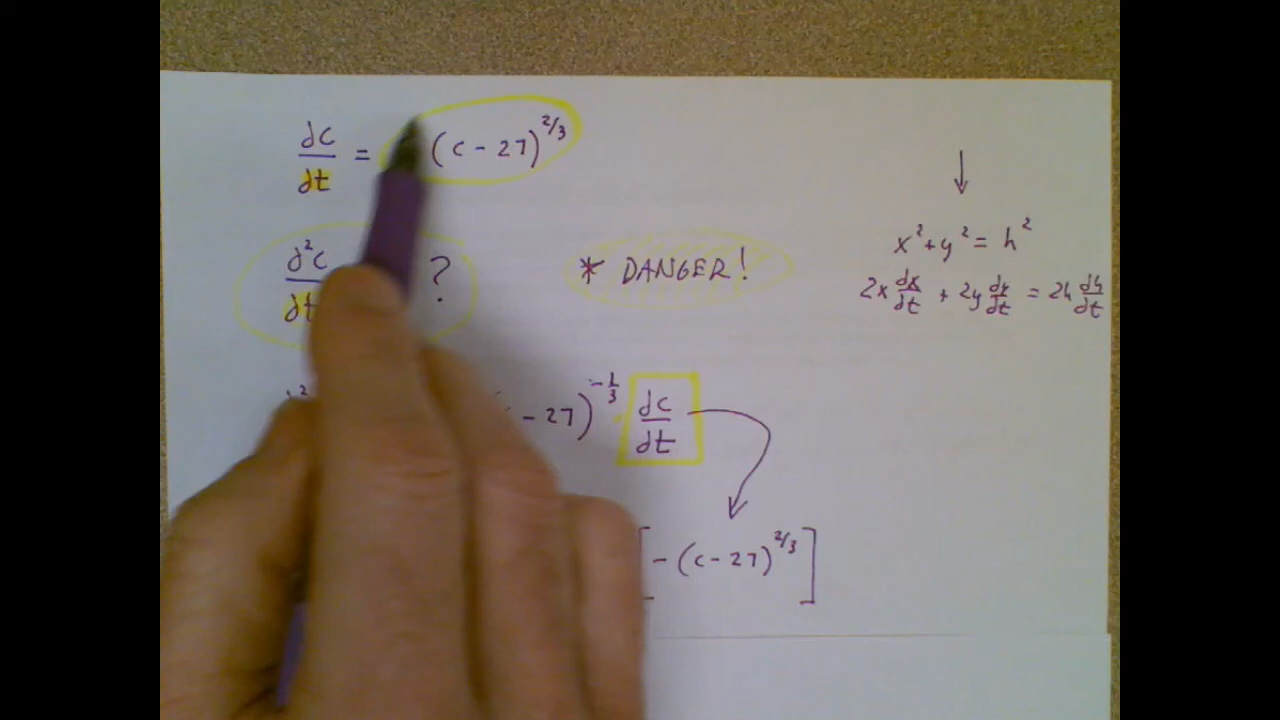 dc/dt = (c - 27)^2/3
d²c/dt ?
* DANGER!
↓
x² + y² = h²
2x dx/dt + 2y dy/dt = 2h dh/dt
- 27)^-1/3 dc/dt
[-(c - 27)^2/3]